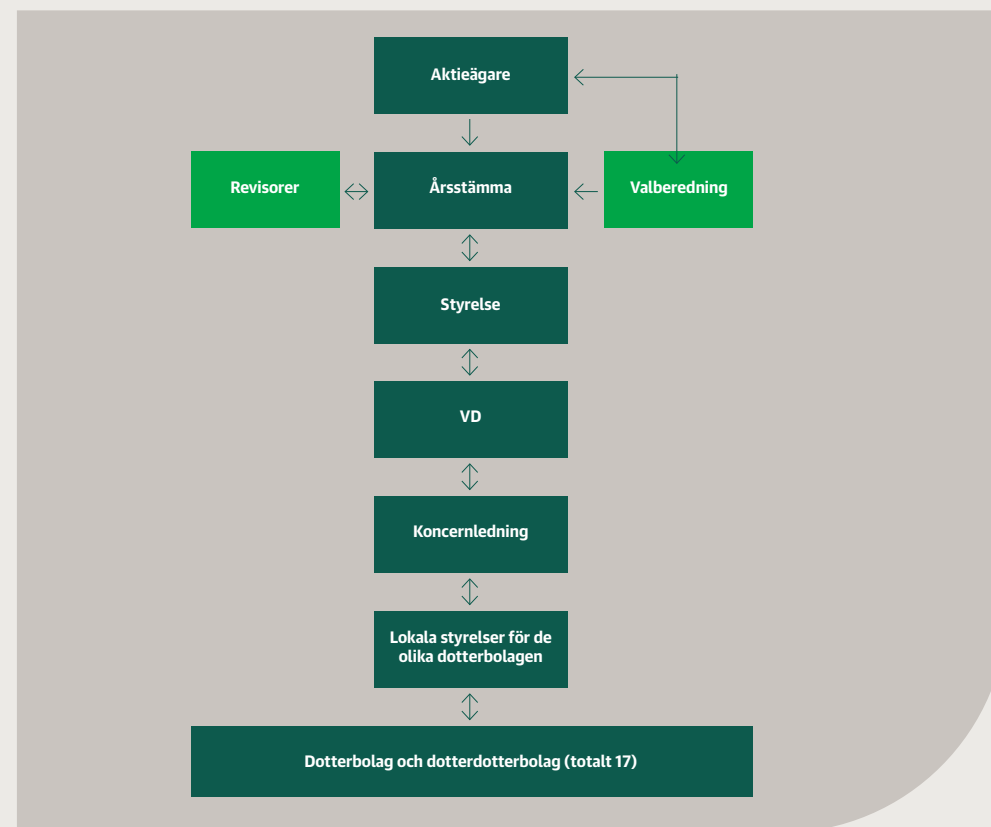 Aktieägare
Revisorer
Årsstämma
Valberedning
Styrelse
VD
Koncernledning
Lokala styrelser för de
olika dotterbolagen
Dotterbolag och dotterdotterbolag (totalt 17)